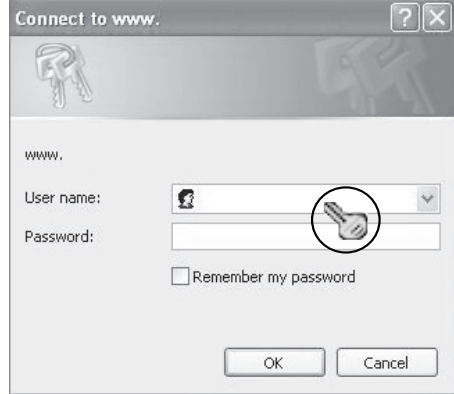 Connect to www.
www.
User name:
Password:
Remember my password
OK
Cancel